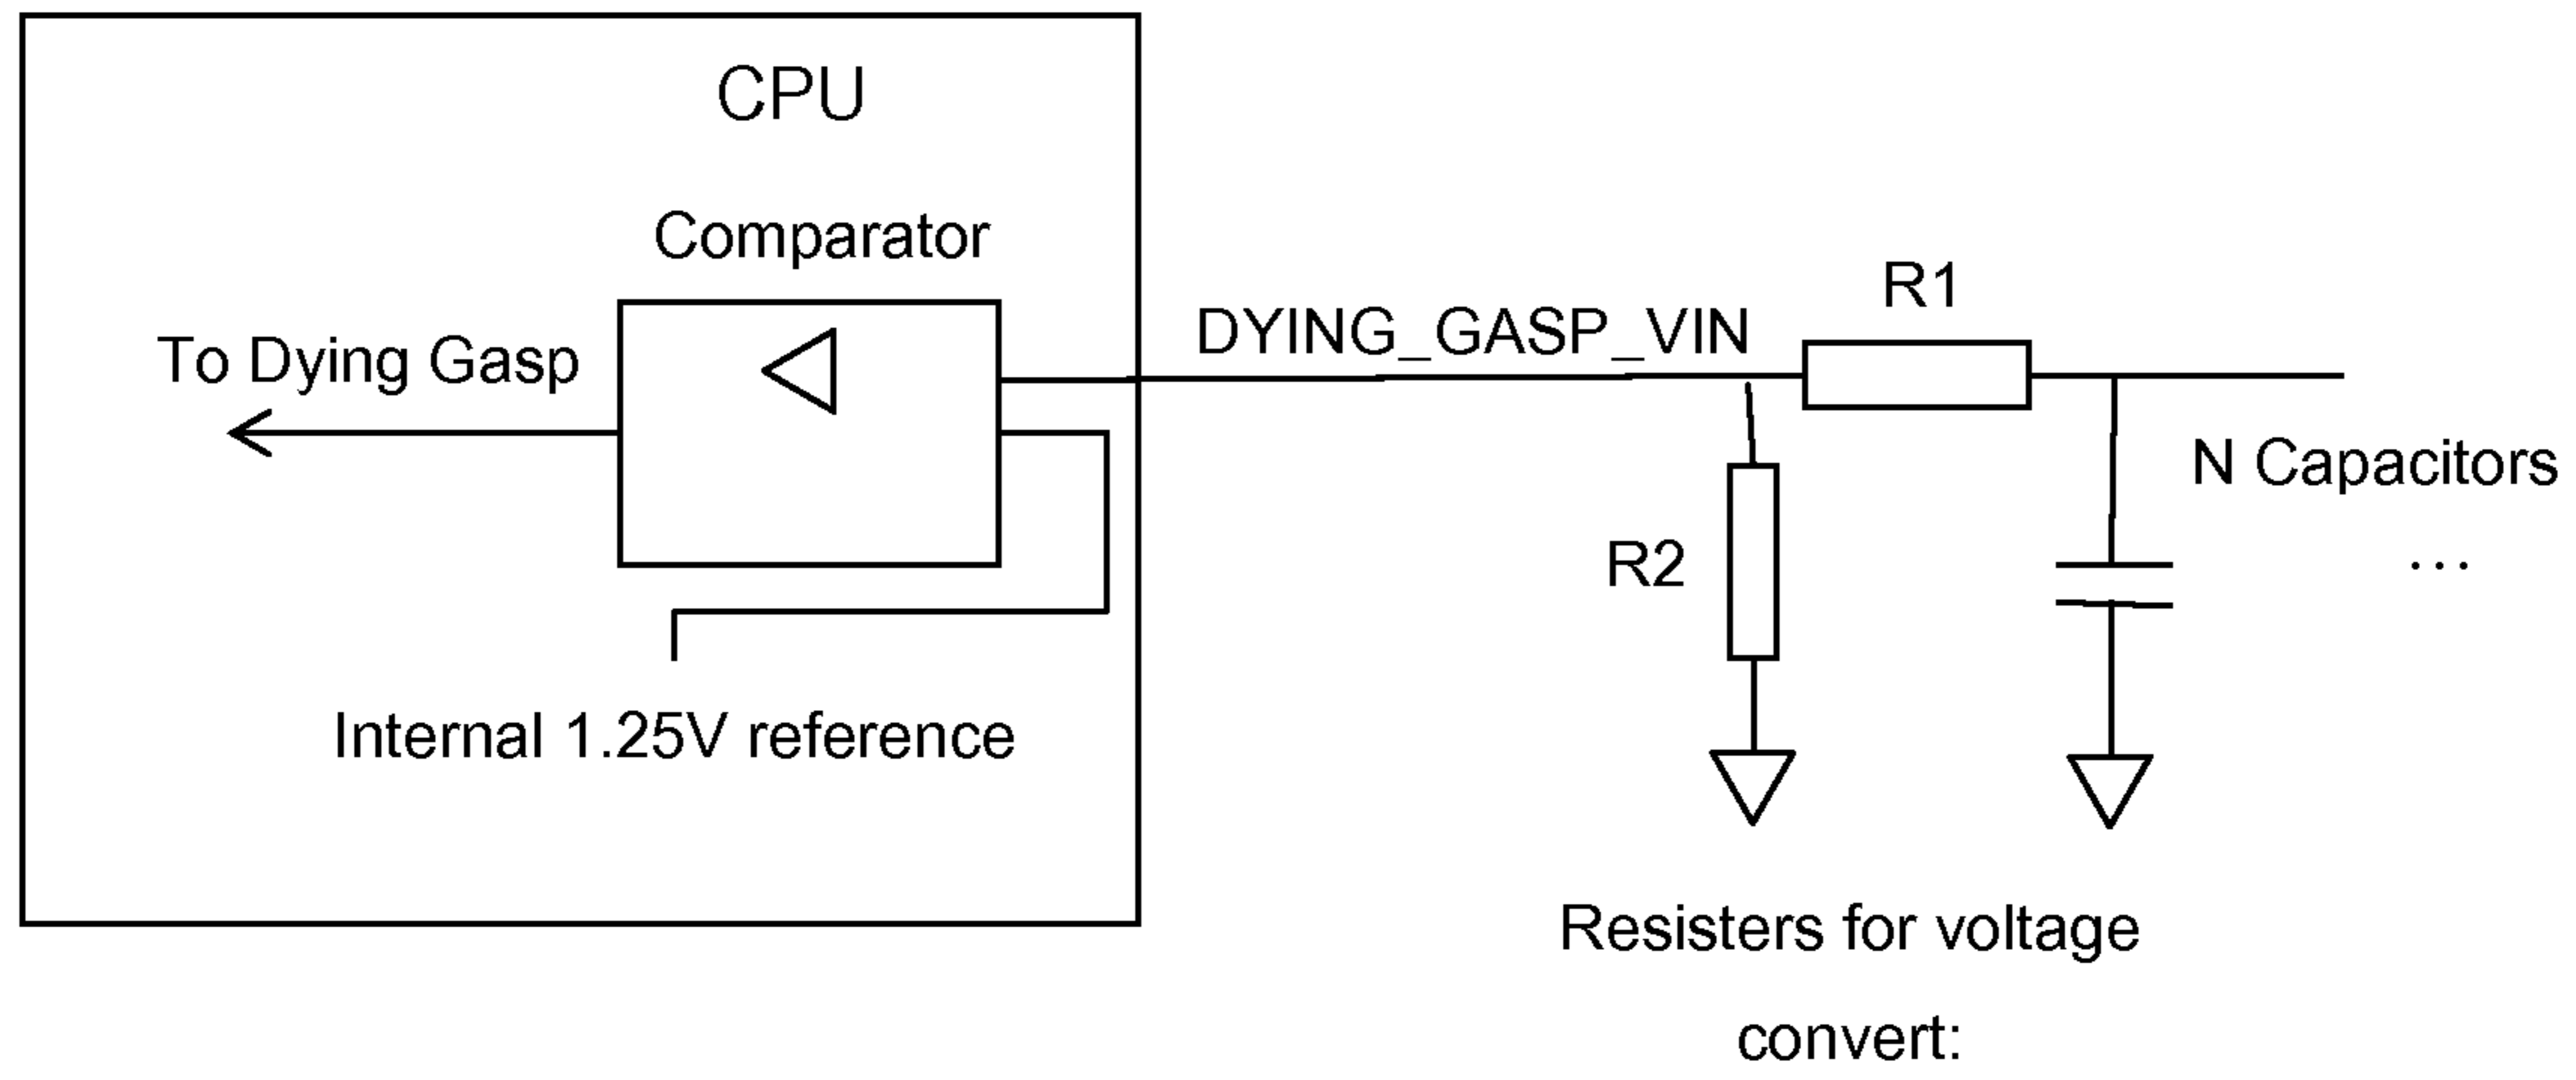 CPU
Comparator
To Dying Gasp
Internal 1.25V reference
DYING_GASP_VIN
R1
R2
N Capacitors
...
Resisters for voltage
convert: